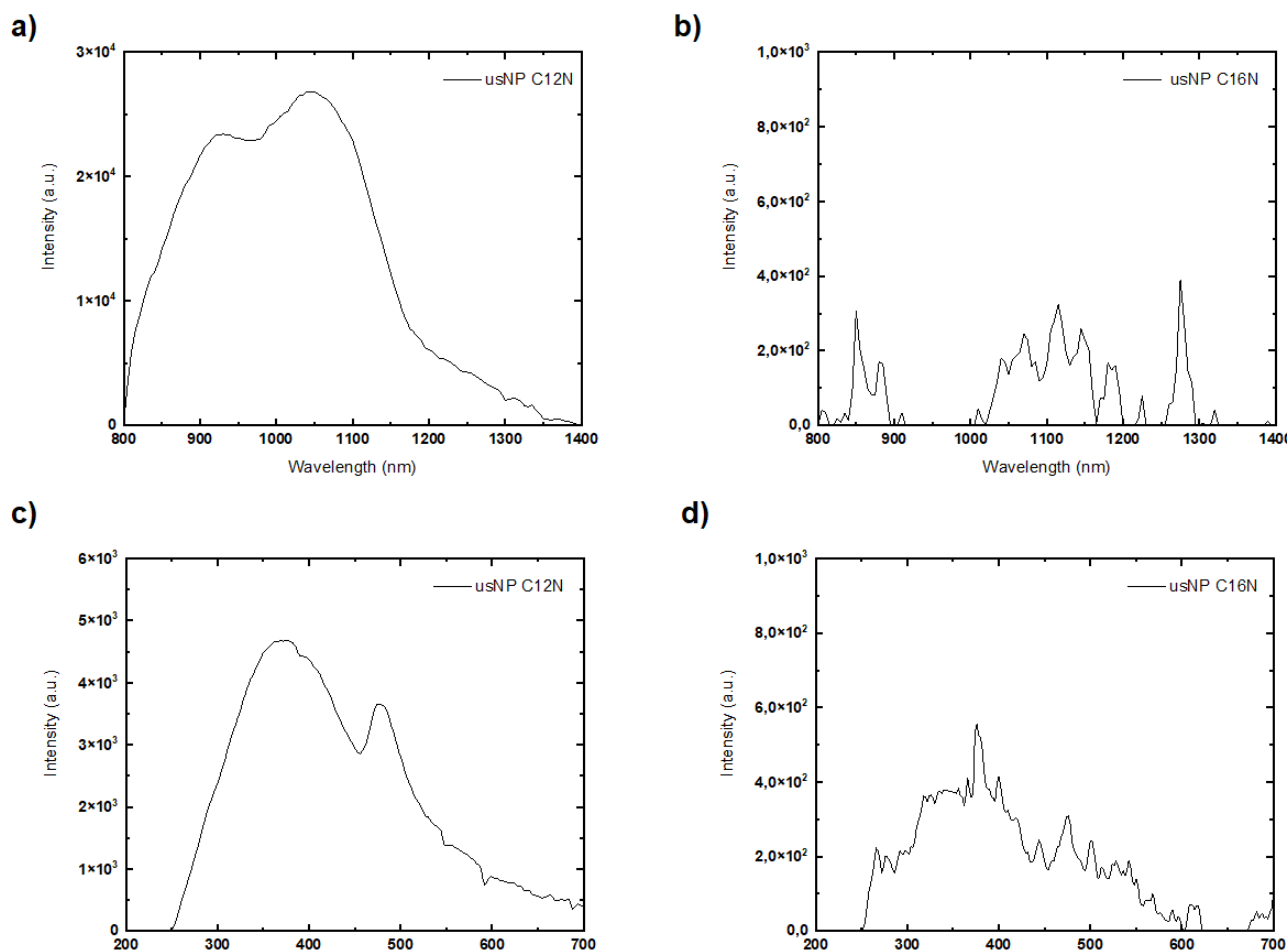 a)
3×10⁴
2×10⁴
1×10⁴
0
Intensity (a.u.)
usNP C12N
800 900 1000 1100 1200 1300 1400
Wavelength (nm)
b)
1,0×10³
8,0×10²
6,0×10²
4,0×10²
2,0×10²
0,0
Intensity (a.u.)
usNP C16N
800 900 1000 1100 1200 1300 1400
Wavelength (nm)
c)
6×10³
5×10³
4×10³
3×10³
2×10³
1×10³
0
Intensity (a.u.)
usNP C12N
200 300 400 500 600 700
d)
1,0×10³
8,0×10²
6,0×10²
4,0×10²
2,0×10²
0,0
Intensity (a.u.)
usNP C16N
200 300 400 500 600 700